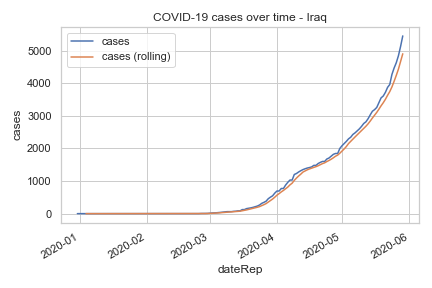 COVID-19 cases over time - Iraq
cases
cases (rolling)
5000
4000
3000
2000
1000
0
cases
2020-01
2020-02
2020-03
2020-04
2020-05
2020-06
dateRep